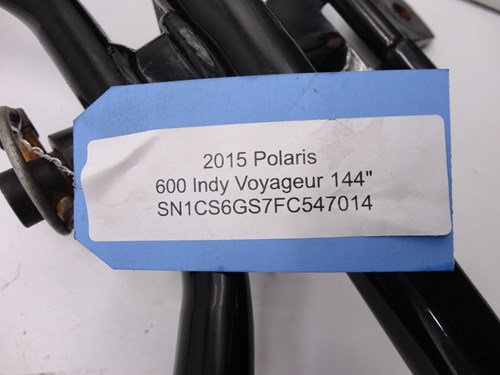 2015 Polaris
600 Indy Voyageur 144"
SN1CS6GS7FC547014